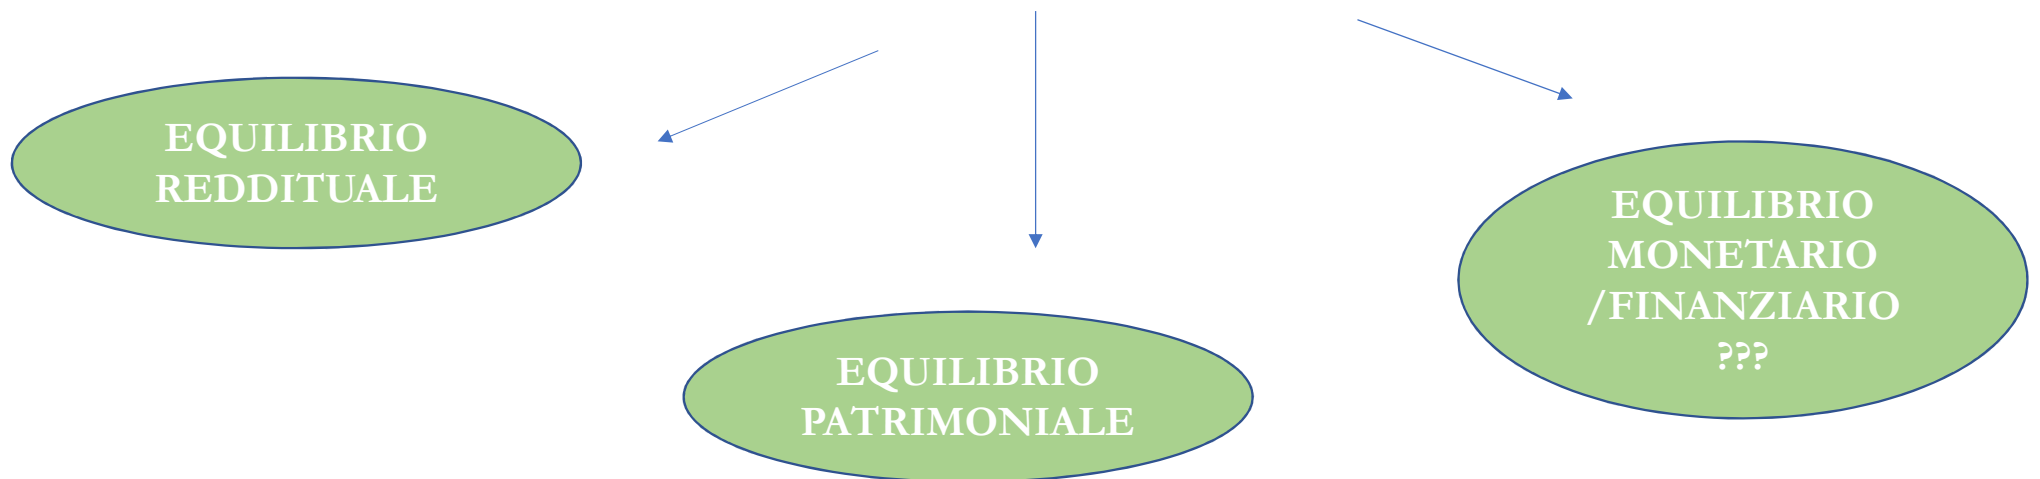 EQUILIBRIO
REDDITUALE
EQUILIBRIO
PATRIMONIALE
EQUILIBRIO
MONETARIO
/FINANZIARIO
???